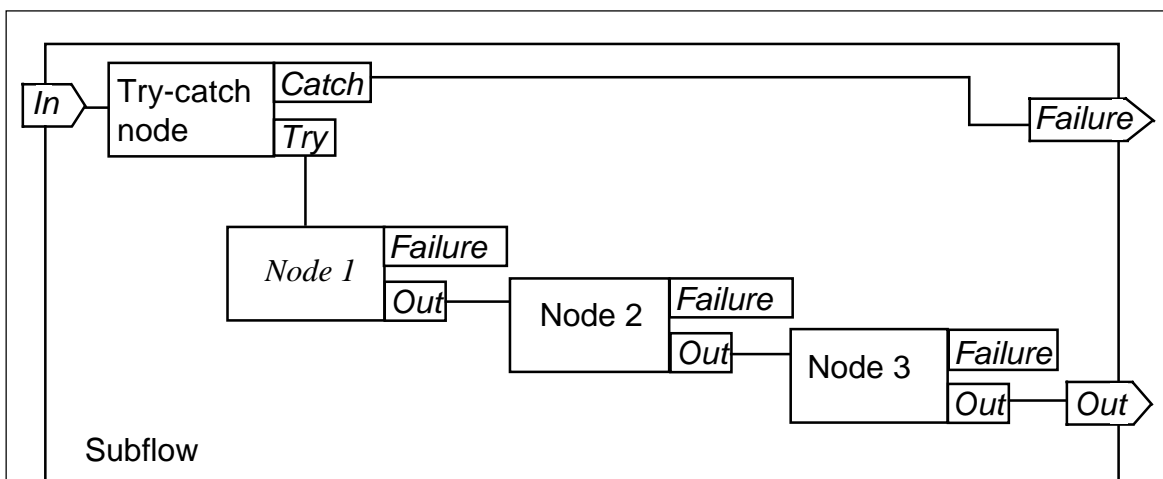 In
Try-catch
node
Catch
Try
Failure
Node 1
Failure
Out
Node 2
Failure
Out
Node 3
Failure
Out
Out
Subflow